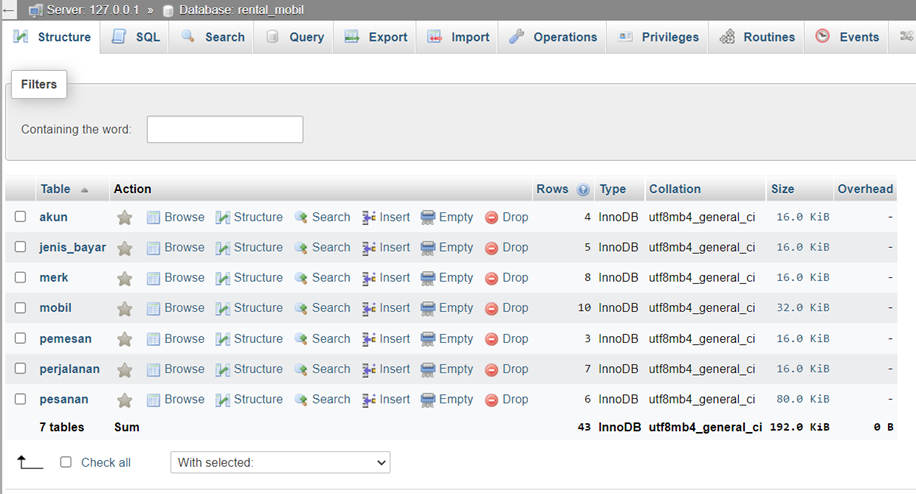 Server: 127.0.0.1 » Database: rental_mobil
Structure SQL Search Query Export Import Operations Privileges Routines Events
Filters
Containing the word:
Table Action Rows Type Collation Size Overhead
akun Browse Structure Search Insert Empty Drop 4 InnoDB utf8mb4_general_ci 16.0 KiB -
jenis_bayar Browse Structure Search Insert Empty Drop 5 InnoDB utf8mb4_general_ci 16.0 KiB -
merk Browse Structure Search Insert Empty Drop 8 InnoDB utf8mb4_general_ci 16.0 KiB -
mobil Browse Structure Search Insert Empty Drop 10 InnoDB utf8mb4_general_ci 32.0 KiB -
pemesan Browse Structure Search Insert Empty Drop 3 InnoDB utf8mb4_general_ci 16.0 KiB -
perjalanan Browse Structure Search Insert Empty Drop 7 InnoDB utf8mb4_general_ci 16.0 KiB -
pesanan Browse Structure Search Insert Empty Drop 6 InnoDB utf8mb4_general_ci 80.0 KiB -
7 tables Sum 43 InnoDB utf8mb4_general_ci 192.0 KiB 0 B
Check all With selected: